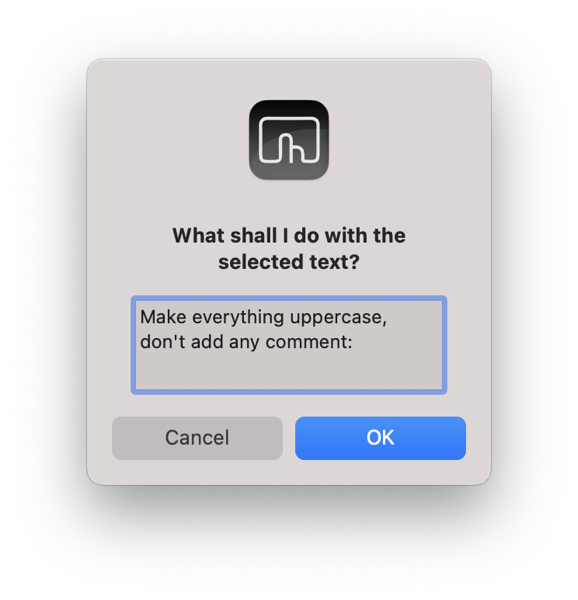 What shall I do with the
selected text?
Make everything uppercase,
don't add any comment:
Cancel
OK